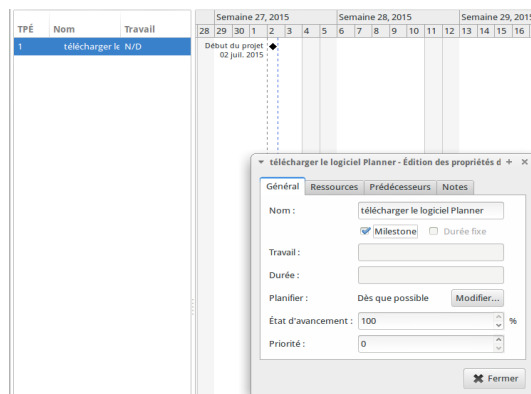 Semaine 27, 2015 Semaine 28, 2015 Semaine 29, 201
TPÉ Nom Travail
28 29 30 1 2 3 4 5 6 7 8 9 10 11 12 13 14 15 16
1 télécharger le N/D
Début du projet
02 juil. 2015
télécharger le logiciel Planner - Édition des propriétés d
Général Ressources Prédécesseurs Notes
Nom : télécharger le logiciel Planner
Milestone Durée fixe
Travail :
Durée :
Planifier : Dès que possible Modifier...
État d'avancement : 100 %
Priorité : 0
Fermer